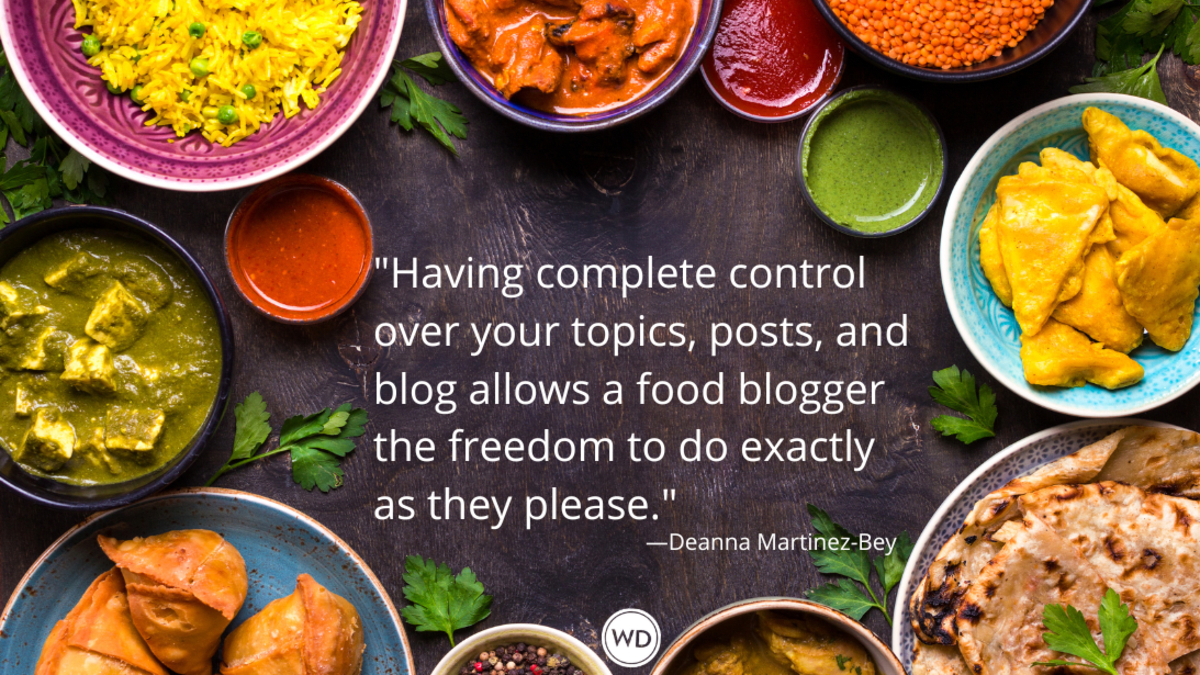 "Having complete control
over your topics, posts, and
blog allows a food blogger
the freedom to do exactly
as they please."
—Deanna Martinez-Bey
WD